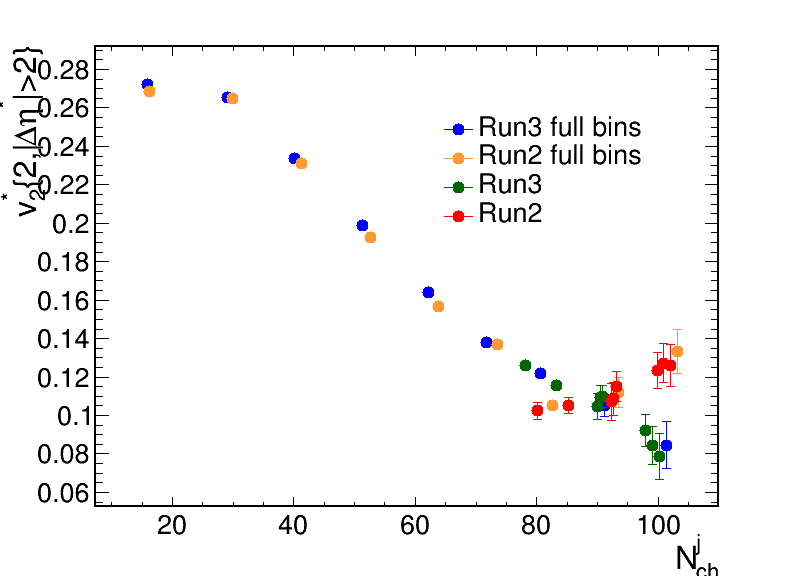 v*₂{2,|Δη*|>2}
0.28
0.26
0.24
0.22
0.2
0.18
0.16
0.14
0.12
0.1
0.08
0.06
Run3 full bins
Run2 full bins
Run3
Run2
20 40 60 80 100
N^j_ch